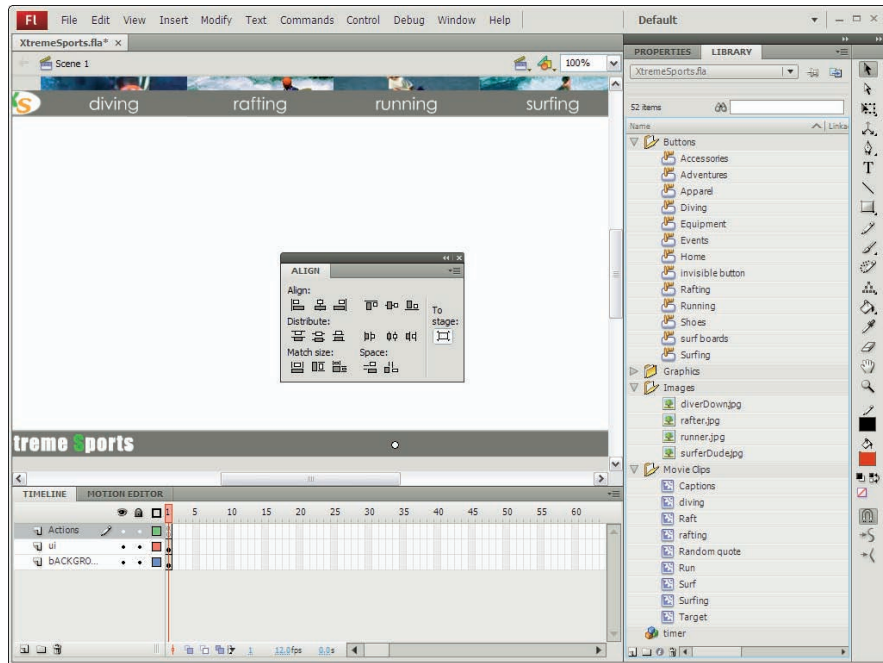 Fl File Edit View Insert Modify Text Commands Control Debug Window Help Default
XtremeSports.fla* ×
Scene 1 100%
diving rafting running surfing
treme Sports
ALIGN
Align:
Distribute:
Match size: Space:
To
stage:
TIMELINE MOTION EDITOR
1 5 10 15 20 25 30 35 40 45 50 55 60
Actions
ui
bACKGRO...
1 12.0fps 0.0s
PROPERTIES LIBRARY
XtremeSports.fla
52 items
Name Linka
Buttons
Accessories
Adventures
Apparel
Diving
Equipment
Events
Home
invisible button
Rafting
Running
Shoes
surf boards
Surfing
Graphics
Images
diverDown.jpg
rafter.jpg
runner.jpg
surferDude.jpg
Movie Clips
Captions
diving
Raft
rafting
Random quote
Run
Surf
Surfing
Target
timer